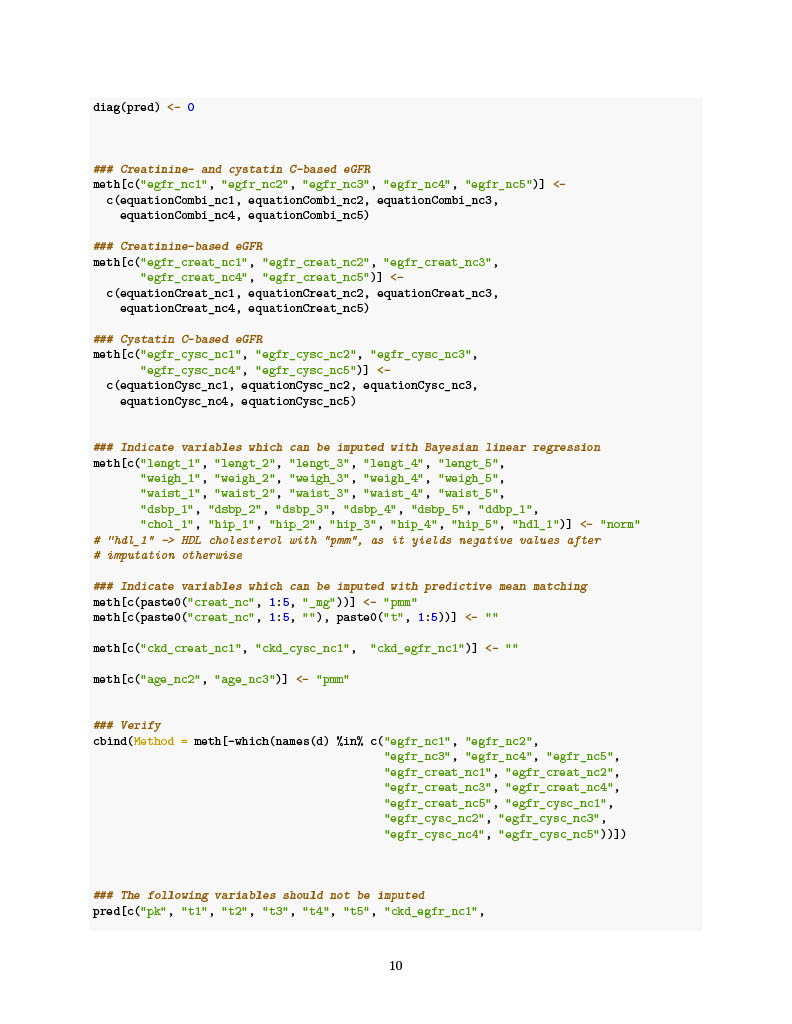 diag(pred) <- 0
### Creatinine- and cystatin C-based eGFR
meth[c("egfr_nc1", "egfr_nc2", "egfr_nc3", "egfr_nc4", "egfr_nc5")] <-
  c(equationCombi_nc1, equationCombi_nc2, equationCombi_nc3,
    equationCombi_nc4, equationCombi_nc5)
### Creatinine-based eGFR
meth[c("egfr_creat_nc1", "egfr_creat_nc2", "egfr_creat_nc3",
       "egfr_creat_nc4", "egfr_creat_nc5")] <-
  c(equationCreat_nc1, equationCreat_nc2, equationCreat_nc3,
    equationCreat_nc4, equationCreat_nc5)
### Cystatin C-based eGFR
meth[c("egfr_cysc_nc1", "egfr_cysc_nc2", "egfr_cysc_nc3",
       "egfr_cysc_nc4", "egfr_cysc_nc5")] <-
  c(equationCysc_nc1, equationCysc_nc2, equationCysc_nc3,
    equationCysc_nc4, equationCysc_nc5)
### Indicate variables which can be imputed with Bayesian linear regression
meth[c("lengt_1", "lengt_2", "lengt_3", "lengt_4", "lengt_5",
       "weigh_1", "weigh_2", "weigh_3", "weigh_4", "weigh_5",
       "waist_1", "waist_2", "waist_3", "waist_4", "waist_5",
       "dsbp_1", "dsbp_2", "dsbp_3", "dsbp_4", "dsbp_5", "ddbp_1",
       "chol_1", "hip_1", "hip_2", "hip_3", "hip_4", "hip_5", "hdl_1")] <- "norm"
# "hdl_1" -> HDL cholesterol with "pmm", as it yields negative values after
# imputation otherwise
### Indicate variables which can be imputed with predictive mean matching
meth[c(paste0("creat_nc", 1:5, "_mg"))] <- "pmm"
meth[c(paste0("creat_nc", 1:5, ""), paste0("t", 1:5))] <- ""
meth[c("ckd_creat_nc1", "ckd_cysc_nc1",  "ckd_egfr_nc1")] <- ""
meth[c("age_nc2", "age_nc3")] <- "pmm"
### Verify
cbind(Method = meth[-which(names(d) %in% c("egfr_nc1", "egfr_nc2",
                                           "egfr_nc3", "egfr_nc4", "egfr_nc5",
                                           "egfr_creat_nc1", "egfr_creat_nc2",
                                           "egfr_creat_nc3", "egfr_creat_nc4",
                                           "egfr_creat_nc5", "egfr_cysc_nc1",
                                           "egfr_cysc_nc2", "egfr_cysc_nc3",
                                           "egfr_cysc_nc4", "egfr_cysc_nc5"))])
### The following variables should not be imputed
pred[c("pk", "t1", "t2", "t3", "t4", "t5", "ckd_egfr_nc1",
10